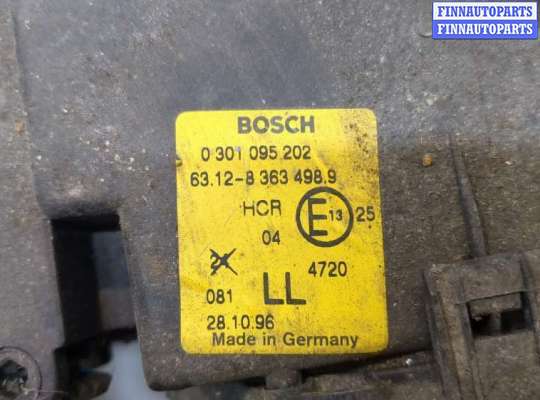 FINNAUTOPARTS
FINNAUTOPARTS
BOSCH
0 301 095 202
63.12-8 363 498.9
HCR E13 25
04
4720
081 LL
28.10.96
Made in Germany